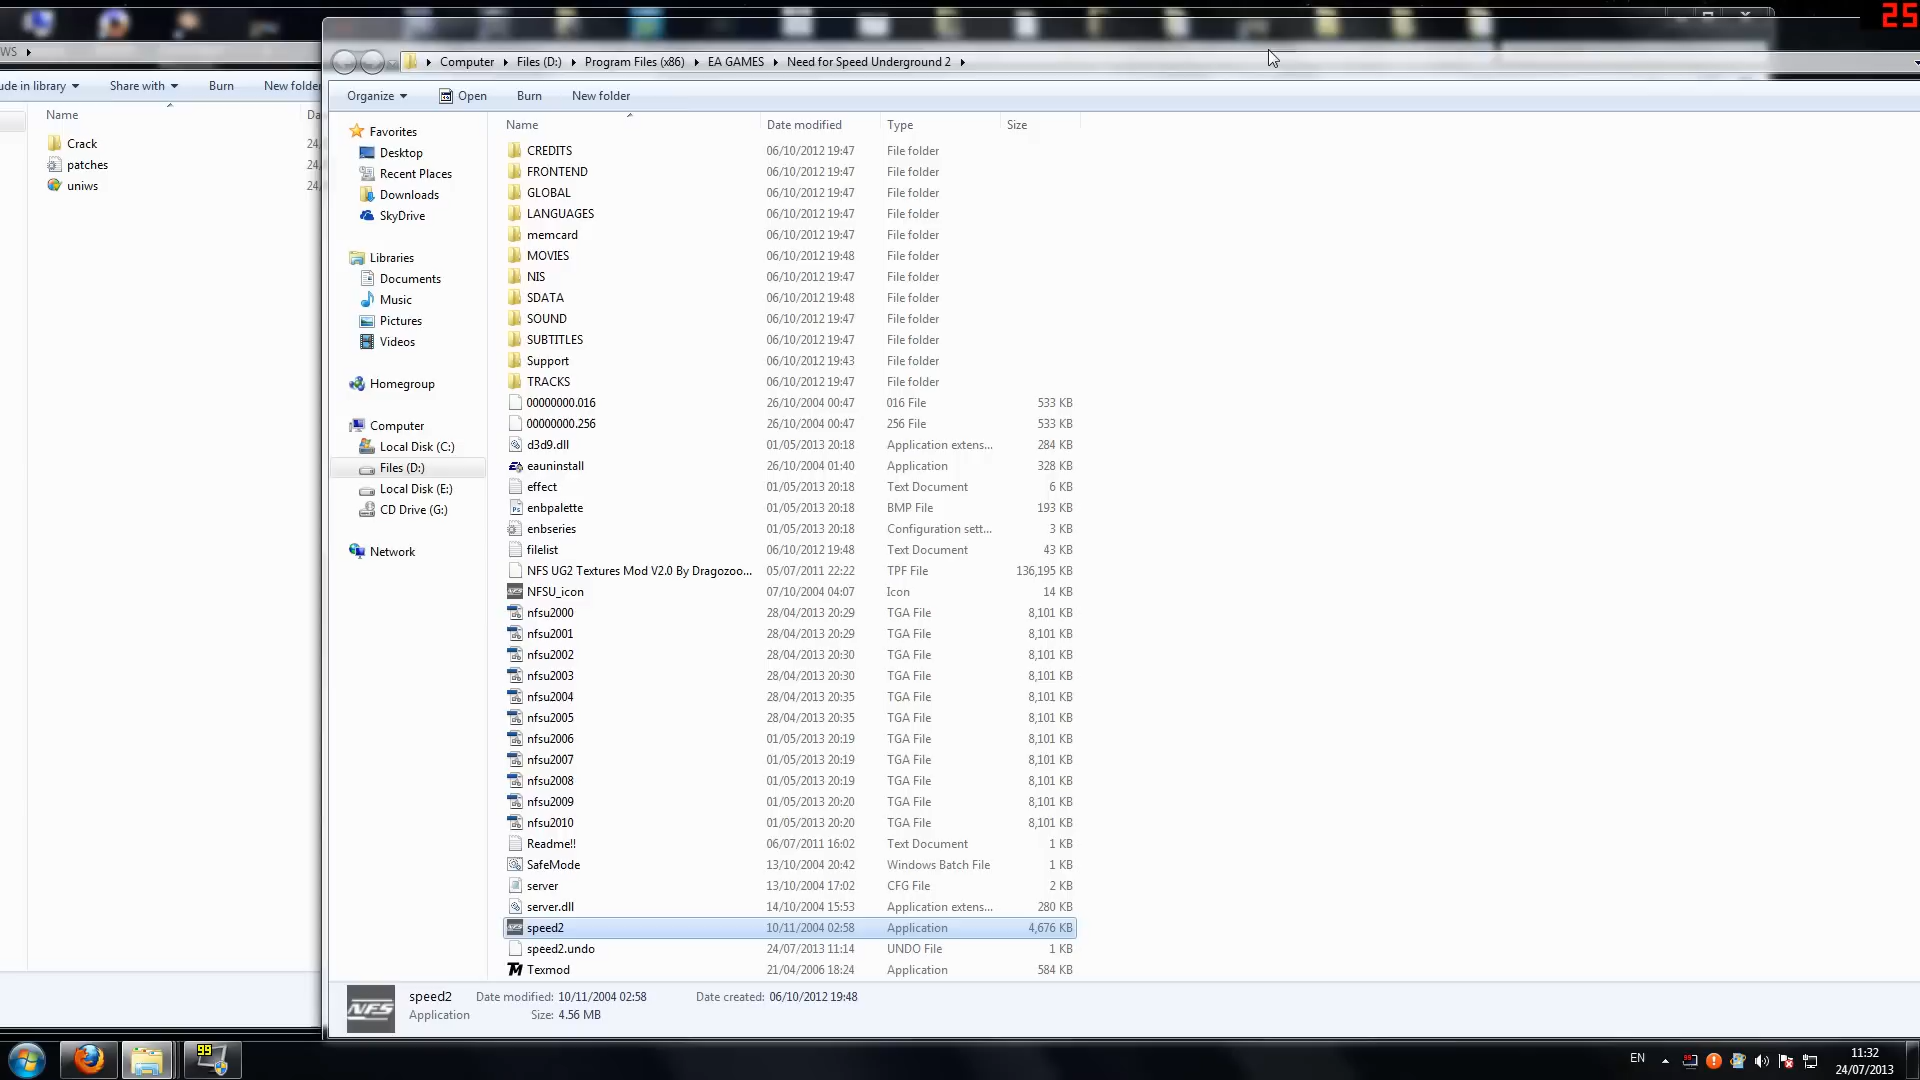 25
WS
Computer Files (D:) Program Files (x86) EA GAMES Need for Speed Underground 2
ude in library Share with Burn New folder
Organize Open Burn New folder
Name
Crack 24,
patches 24,
uniws 24,
Favorites
Desktop
Recent Places
Downloads
SkyDrive
Libraries
Documents
Music
Pictures
Videos
Homegroup
Computer
Local Disk (C:)
Files (D:)
Local Disk (E:)
CD Drive (G:)
Network
Name Date modified Type Size
CREDITS 06/10/2012 19:47 File folder
FRONTEND 06/10/2012 19:47 File folder
GLOBAL 06/10/2012 19:47 File folder
LANGUAGES 06/10/2012 19:47 File folder
memcard 06/10/2012 19:47 File folder
MOVIES 06/10/2012 19:48 File folder
NIS 06/10/2012 19:47 File folder
SDATA 06/10/2012 19:48 File folder
SOUND 06/10/2012 19:47 File folder
SUBTITLES 06/10/2012 19:47 File folder
Support 06/10/2012 19:43 File folder
TRACKS 06/10/2012 19:47 File folder
00000000.016 26/10/2004 00:47 016 File 533 KB
00000000.256 26/10/2004 00:47 256 File 533 KB
d3d9.dll 01/05/2013 20:18 Application extens... 284 KB
eauninstall 26/10/2004 01:40 Application 328 KB
effect 01/05/2013 20:18 Text Document 6 KB
enbpalette 01/05/2013 20:18 BMP File 193 KB
enbseries 01/05/2013 20:18 Configuration sett... 3 KB
filelist 06/10/2012 19:48 Text Document 43 KB
NFS UG2 Textures Mod V2.0 By Dragozoo... 05/07/2011 22:22 TPF File 136,195 KB
NFSU_icon 07/10/2004 04:07 Icon 14 KB
nfsu2000 28/04/2013 20:29 TGA File 8,101 KB
nfsu2001 28/04/2013 20:29 TGA File 8,101 KB
nfsu2002 28/04/2013 20:30 TGA File 8,101 KB
nfsu2003 28/04/2013 20:30 TGA File 8,101 KB
nfsu2004 28/04/2013 20:35 TGA File 8,101 KB
nfsu2005 28/04/2013 20:35 TGA File 8,101 KB
nfsu2006 01/05/2013 20:19 TGA File 8,101 KB
nfsu2007 01/05/2013 20:19 TGA File 8,101 KB
nfsu2008 01/05/2013 20:19 TGA File 8,101 KB
nfsu2009 01/05/2013 20:20 TGA File 8,101 KB
nfsu2010 01/05/2013 20:20 TGA File 8,101 KB
Readme!! 06/07/2011 16:02 Text Document 1 KB
SafeMode 13/10/2004 20:42 Windows Batch File 1 KB
server 13/10/2004 17:02 CFG File 2 KB
server.dll 14/10/2004 15:53 Application extens... 280 KB
speed2 10/11/2004 02:58 Application 4,676 KB
speed2.undo 24/07/2013 11:14 UNDO File 1 KB
Texmod 21/04/2006 18:24 Application 584 KB
NFS
speed2 Date modified: 10/11/2004 02:58 Date created: 06/10/2012 19:48
Application Size: 4.56 MB
99
EN
11:32
24/07/2013